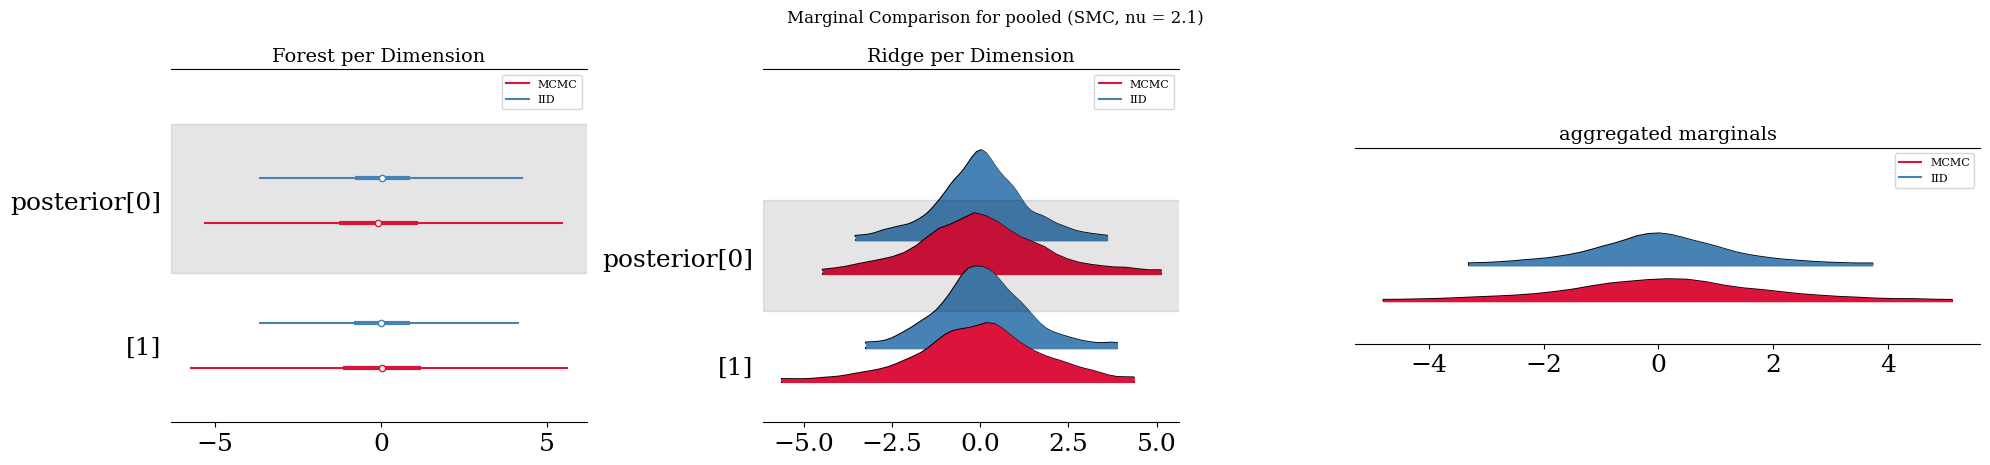 Marginal Comparison for pooled (SMC, nu = 2.1)
Forest per Dimension
MCMC
IID
posterior[0]
[1]
−5 0 5
Ridge per Dimension
MCMC
IID
posterior[0]
[1]
−5.0 −2.5 0.0 2.5 5.0
aggregated marginals
MCMC
IID
−4 −2 0 2 4